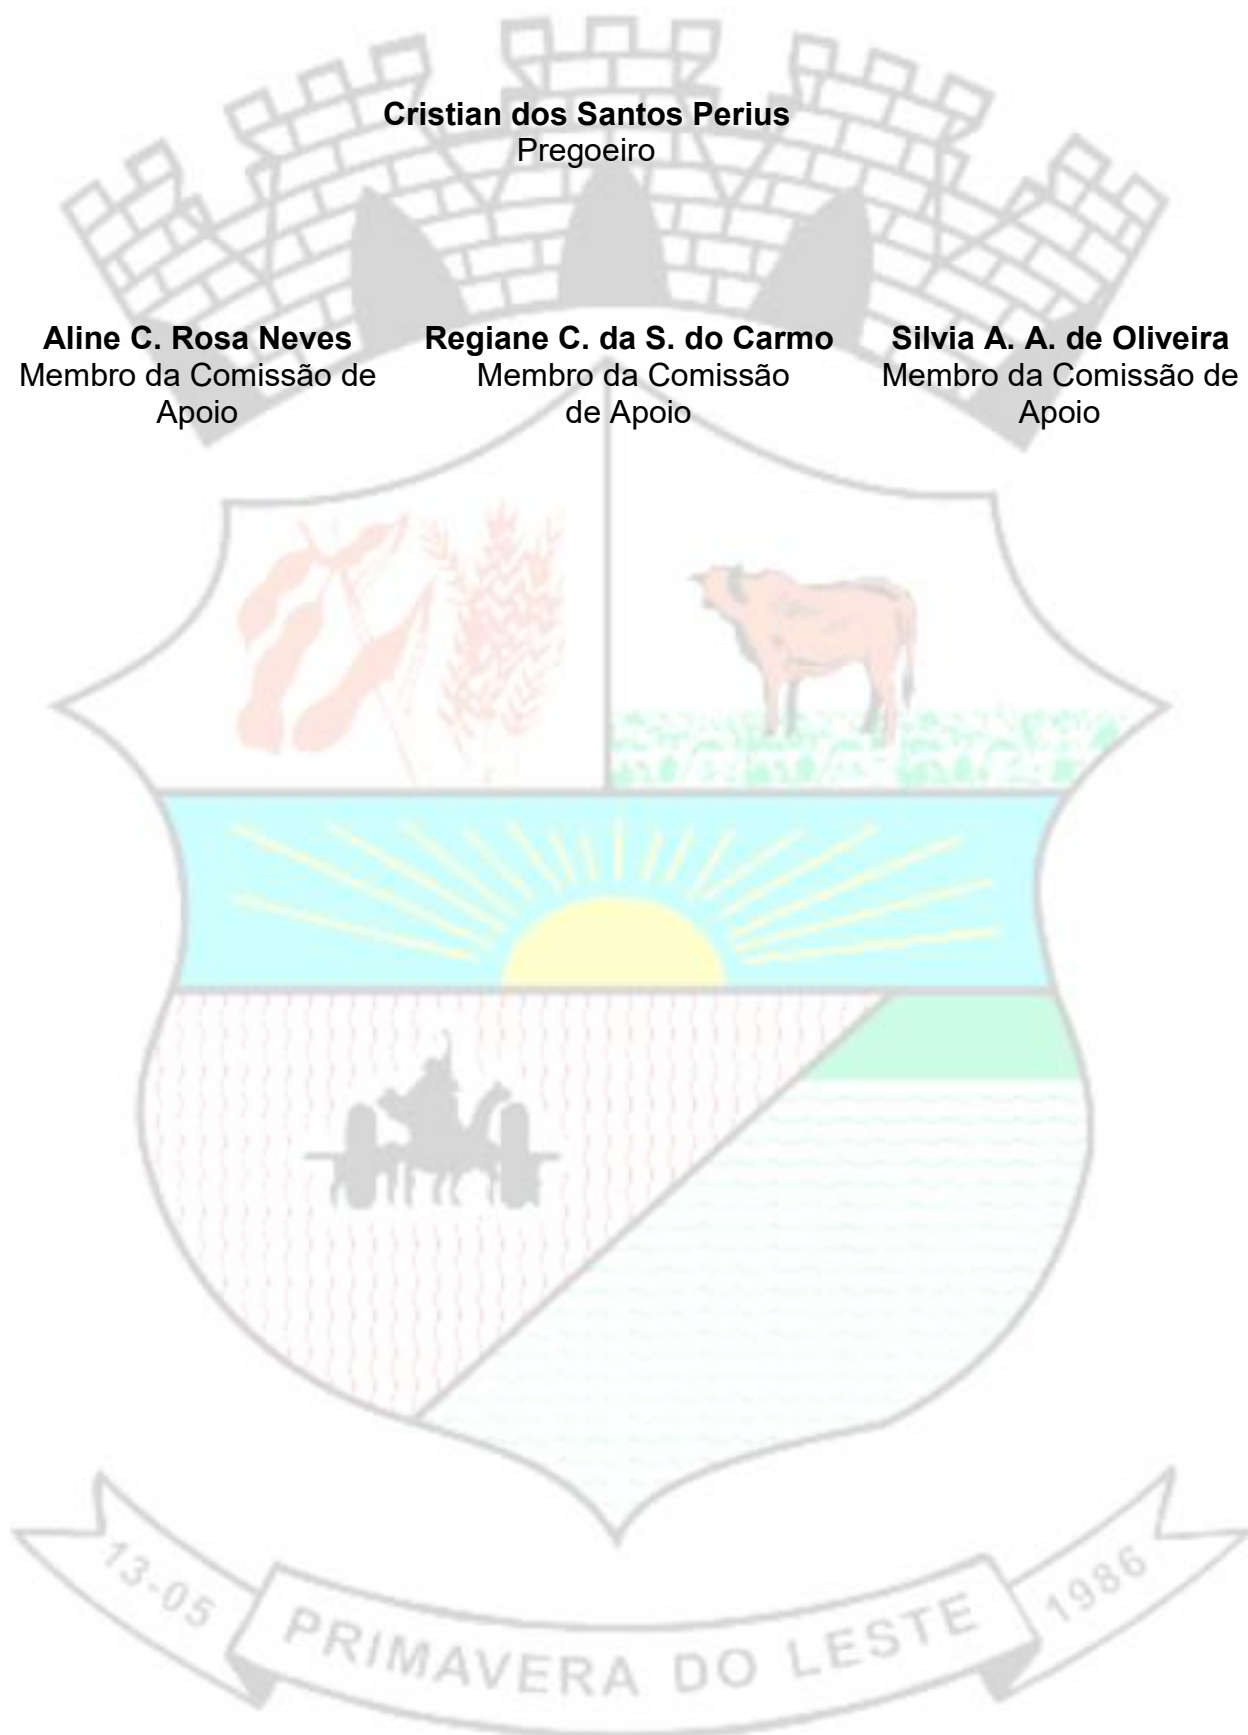 Cristian dos Santos Perius
Pregoeiro
Aline C. Rosa Neves
Membro da Comissão de
Apoio
Regiane C. da S. do Carmo
Membro da Comissão
de Apoio
Silvia A. A. de Oliveira
Membro da Comissão de
Apoio
13-05
PRIMAVERA DO LESTE
1986